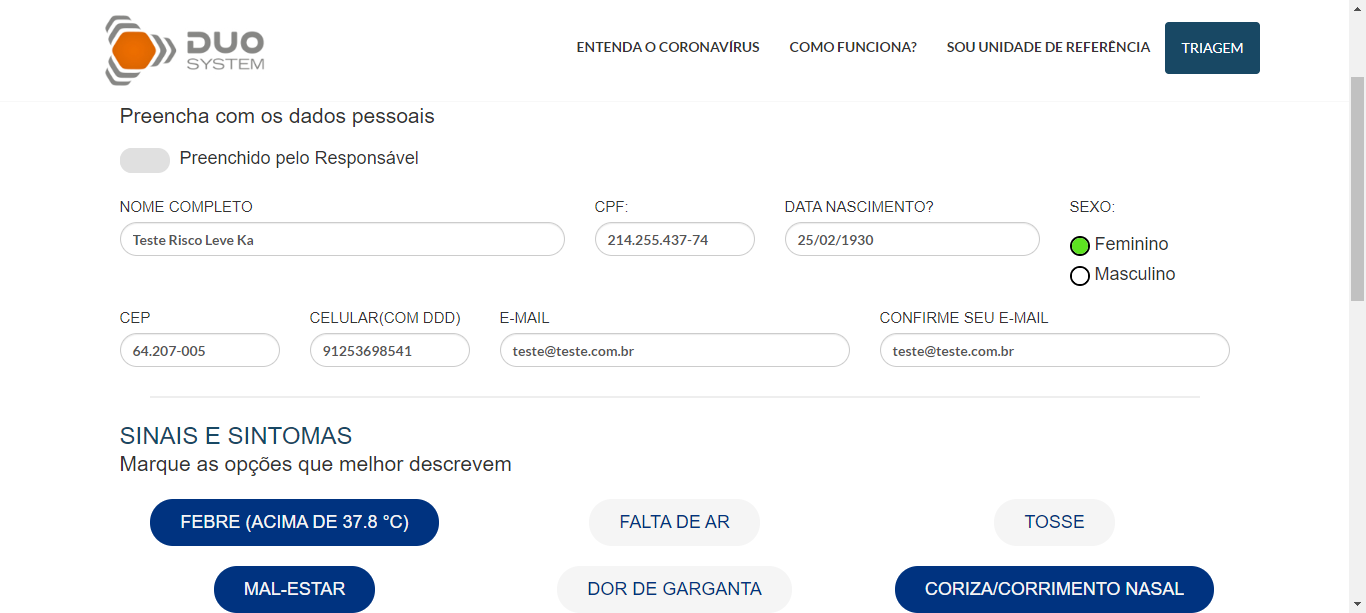 DUO
SYSTEM
ENTENDA O CORONAVÍRUS COMO FUNCIONA? SOU UNIDADE DE REFERÊNCIA TRIAGEM
Preencha com os dados pessoais
Preenchido pelo Responsável
NOME COMPLETO CPF: DATA NASCIMENTO? SEXO:
Teste Risco Leve Ka 214.255.437-74 25/02/1930
Feminino
Masculino
CEP CELULAR(COM DDD) E-MAIL CONFIRME SEU E-MAIL
64.207-005 91253698541 teste@teste.com.br teste@teste.com.br
SINAIS E SINTOMAS
Marque as opções que melhor descrevem
FEBRE (ACIMA DE 37.8 °C) FALTA DE AR TOSSE
MAL-ESTAR DOR DE GARGANTA CORIZA/CORRIMENTO NASAL